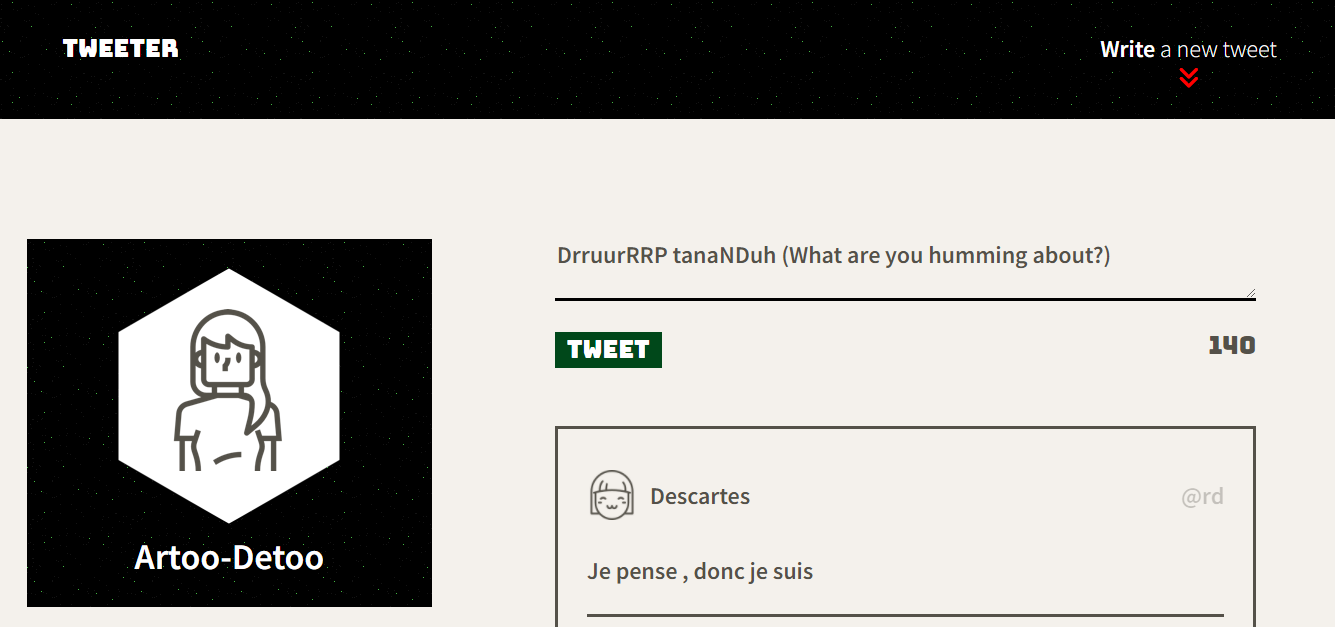 TWEETER
Write a new tweet
Artoo-Detoo
DrruurRRP tanaNDuh (What are you humming about?)
TWEET
140
Descartes
@rd
Je pense , donc je suis